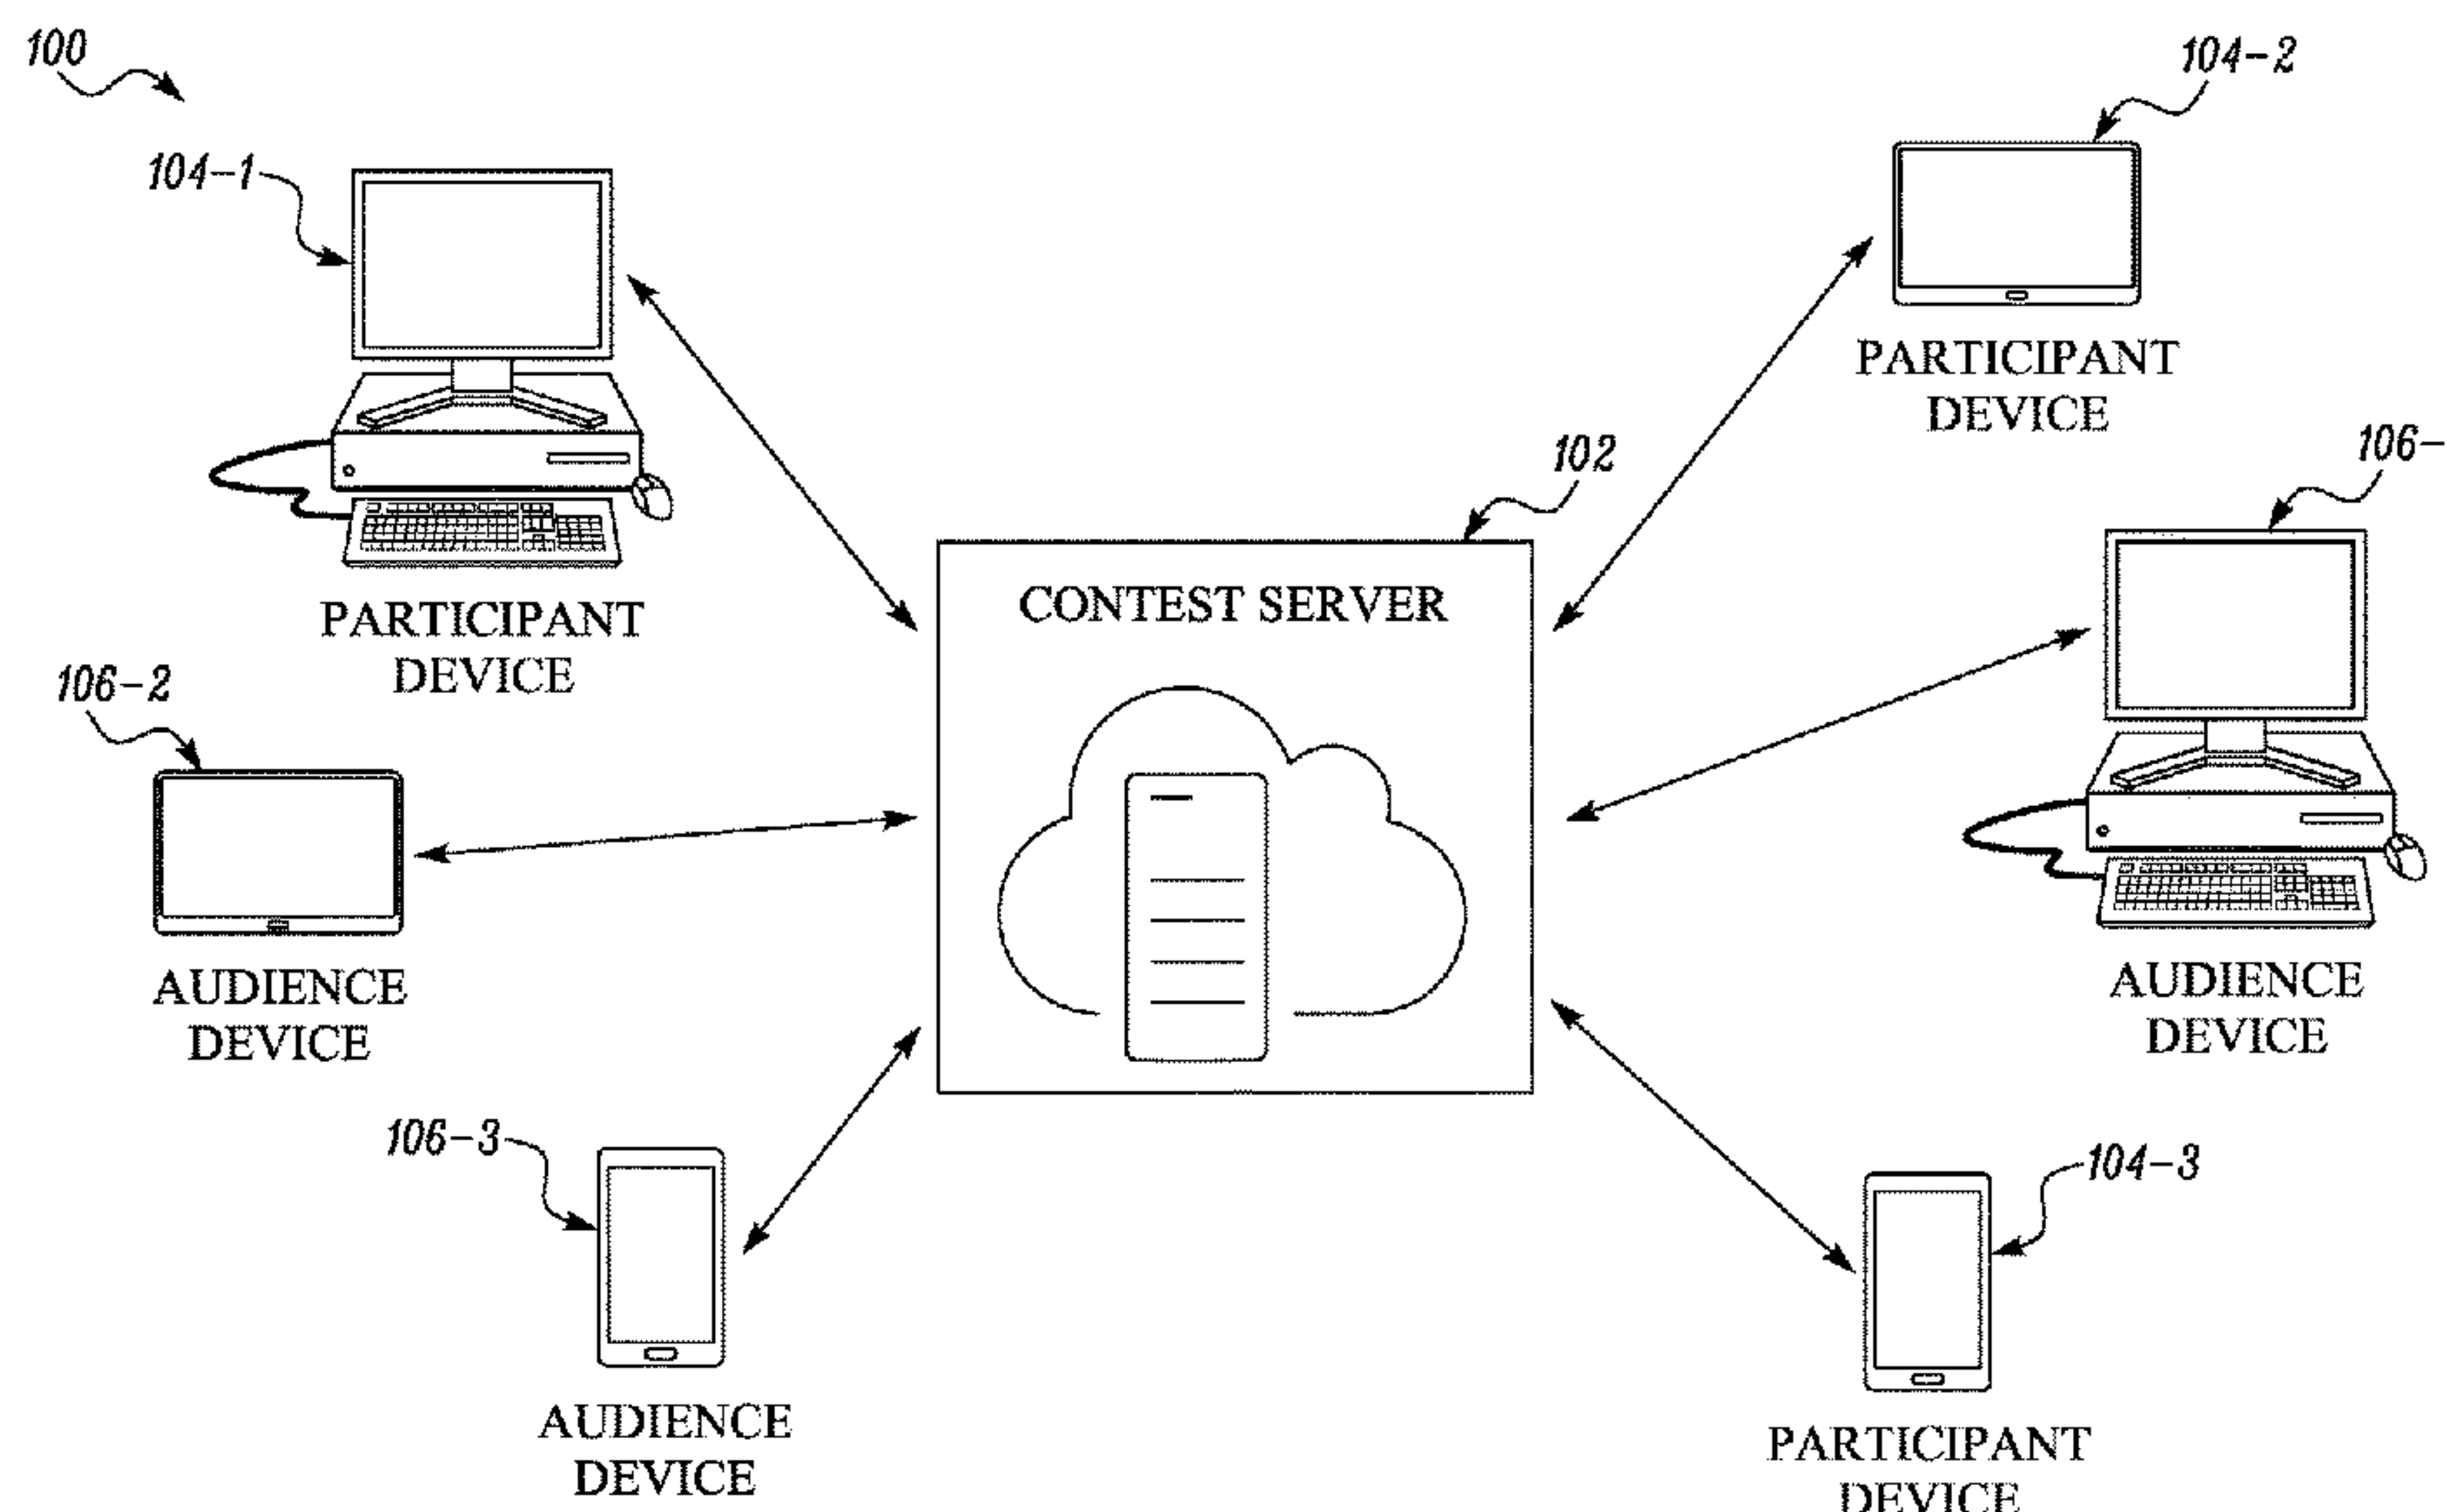 100
104-1
104-2
PARTICIPANT
DEVICE
PARTICIPANT
DEVICE
102
106-
CONTEST SERVER
106-2
AUDIENCE
DEVICE
AUDIENCE
DEVICE
106-3
104-3
AUDIENCE
DEVICE
PARTICIPANT
DEVICE